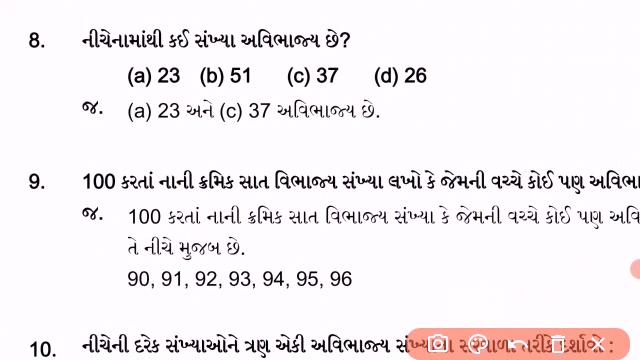 8. નીચેનામાંથી કઈ સંખ્યા અવિભાજ્ય છે?
(a) 23 (b) 51 (c) 37 (d) 26
જ. (a) 23 અને (c) 37 અવિભાજ્ય છે.
9. 100 કરતાં નાની ક્રમિક સાત વિભાજ્ય સંખ્યા લખો કે જેમની વચ્ચે કોઈ પણ
જ. 100 કરતાં નાની ક્રમિક સાત વિભાજ્ય સંખ્યા કે જેમની વચ્ચે કોઈ પણ
તે નીચે મુજબ છે.
90, 91, 92, 93, 94, 95, 96
10. નીચેની દરેક સંખ્યાઓને ત્રણ એકી અવિભાજ્ય